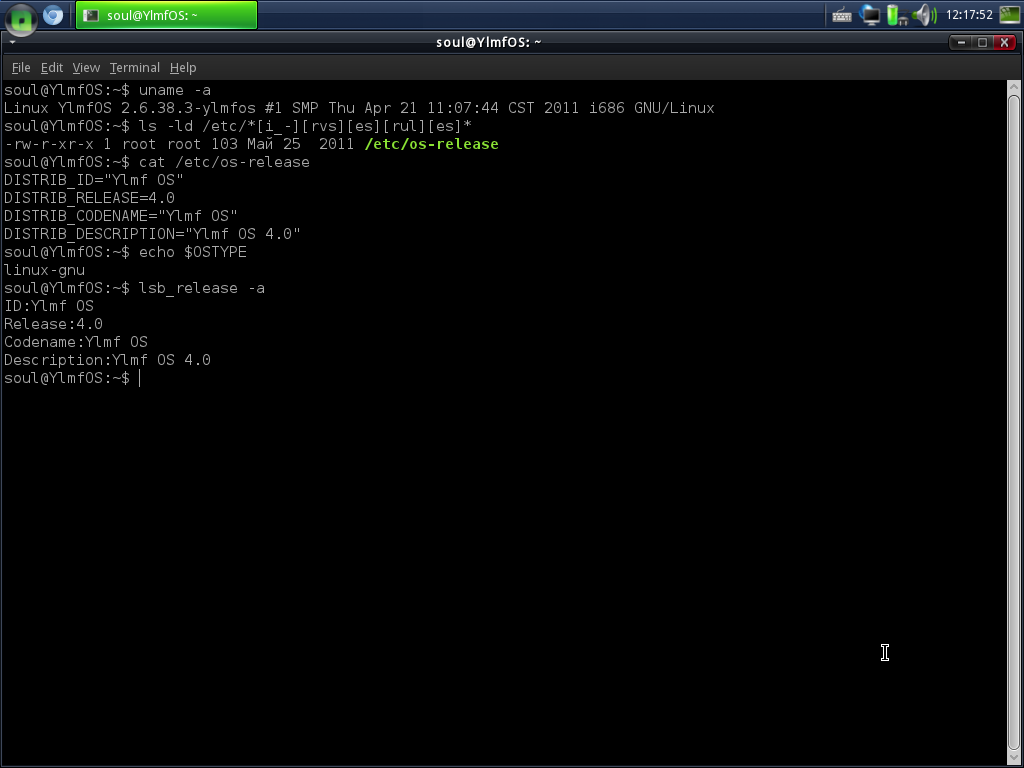 soul@YlmfOS: ~
12:17:52
soul@YlmfOS: ~
File Edit View Terminal Help
soul@YlmfOS:~$ uname -a
Linux YlmfOS 2.6.38.3-ylmfos #1 SMP Thu Apr 21 11:07:44 CST 2011 i686 GNU/Linux
soul@YlmfOS:~$ ls -ld /etc/*[i_-][rvs][es][rul][es]*
-rw-r-xr-x 1 root root 103 Май 25  2011 /etc/os-release
soul@YlmfOS:~$ cat /etc/os-release
DISTRIB_ID="Ylmf OS"
DISTRIB_RELEASE=4.0
DISTRIB_CODENAME="Ylmf OS"
DISTRIB_DESCRIPTION="Ylmf OS 4.0"
soul@YlmfOS:~$ echo $OSTYPE
linux-gnu
soul@YlmfOS:~$ lsb_release -a
ID:Ylmf OS
Release:4.0
Codename:Ylmf OS
Description:Ylmf OS 4.0
soul@YlmfOS:~$